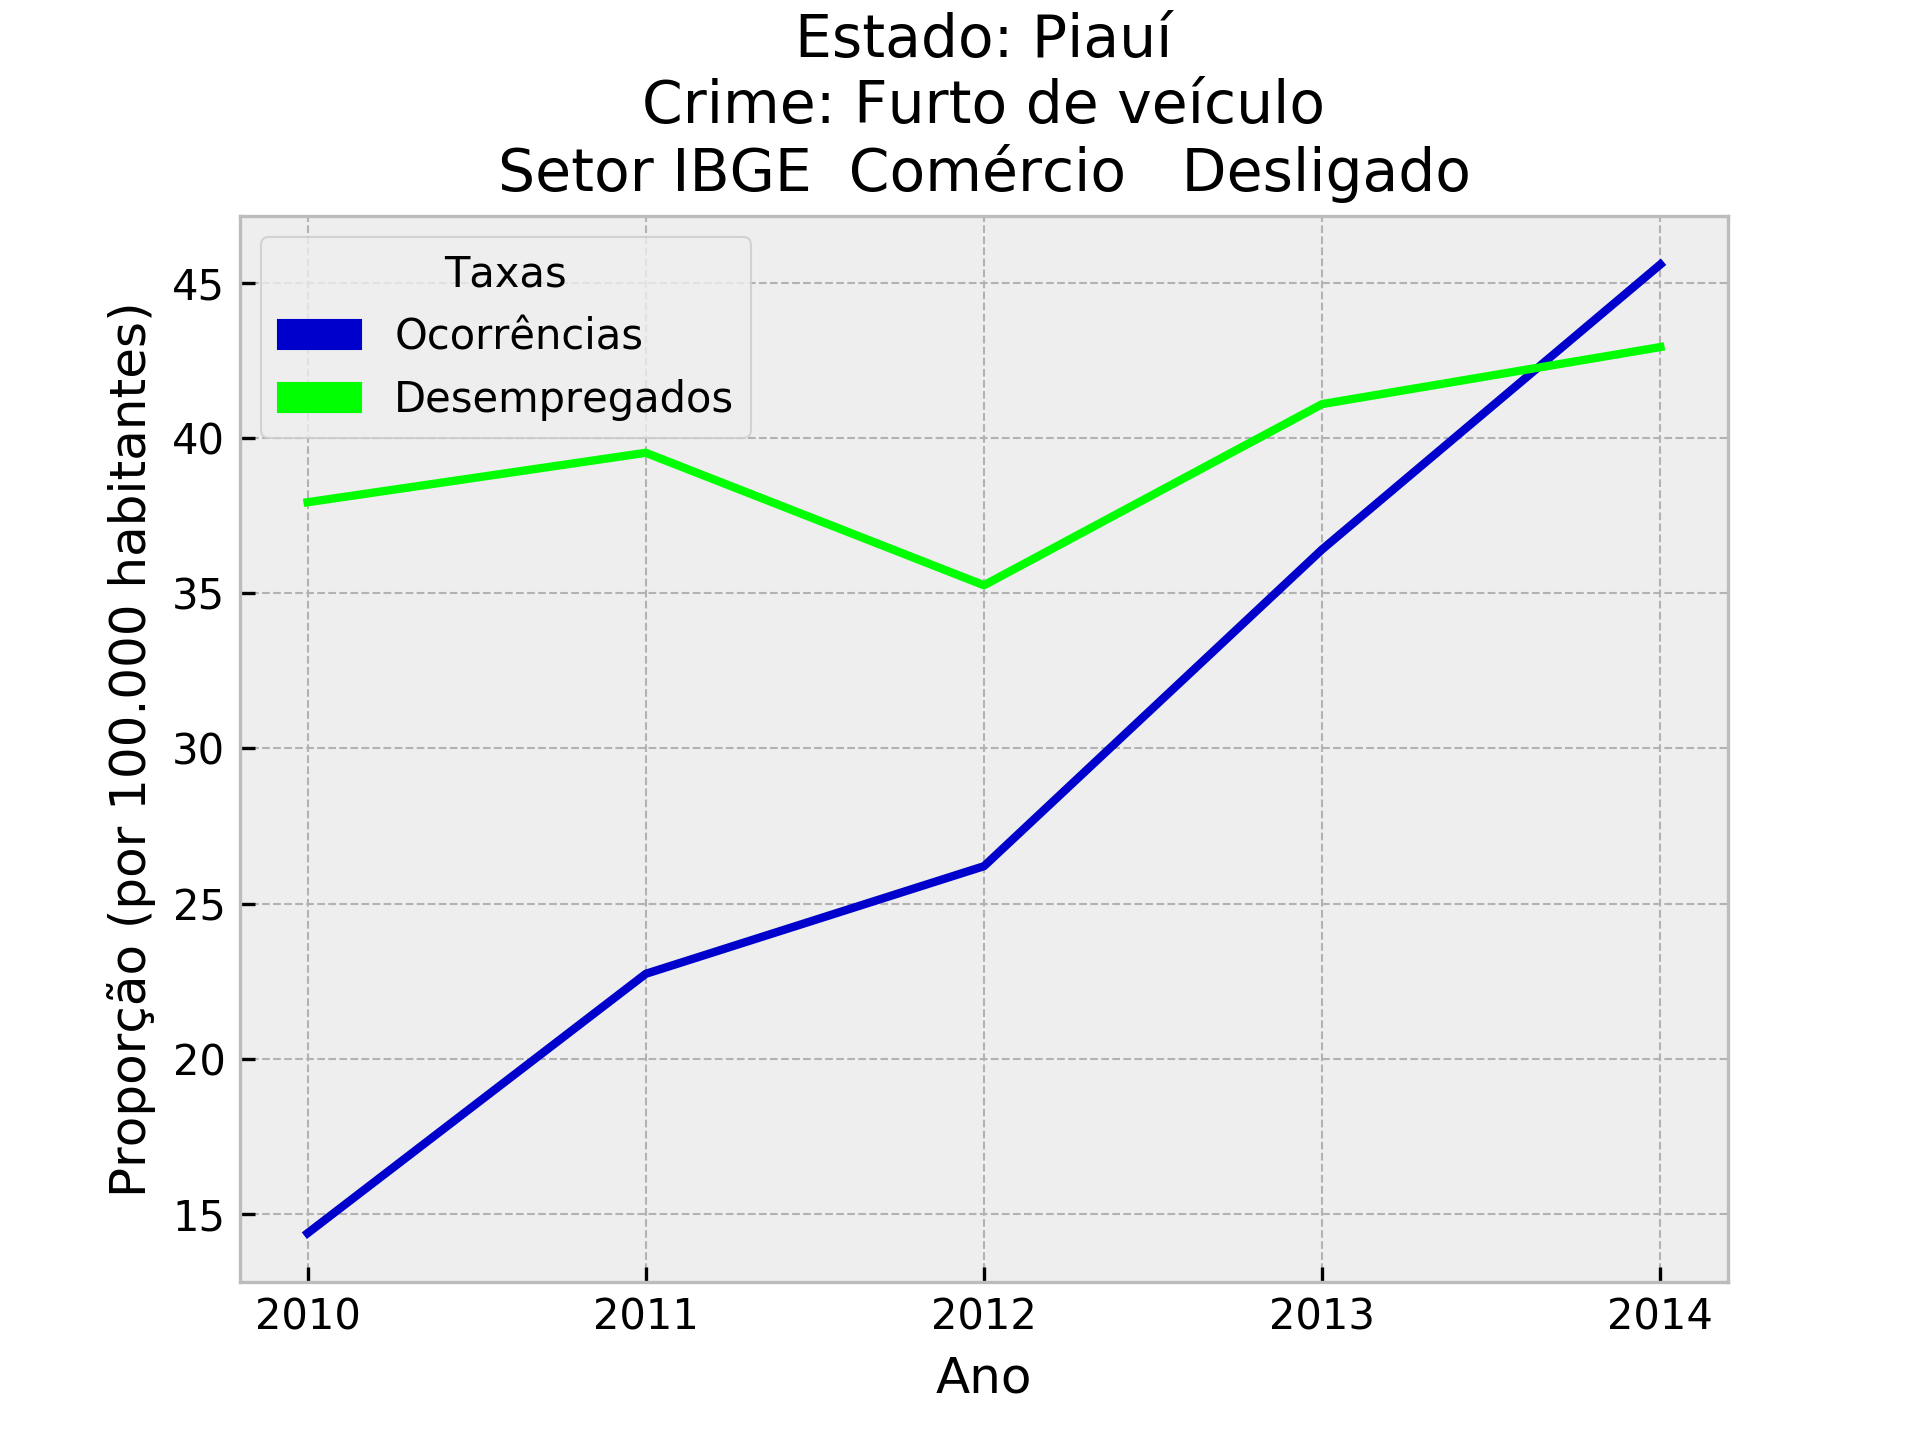 Estado: Piauí
Crime: Furto de veículo
Setor IBGE  Comércio   Desligado
Taxas
Ocorrências
Desempregados
Proporção (por 100.000 habitantes)
45
40
35
30
25
20
15
2010 2011 2012 2013 2014
Ano